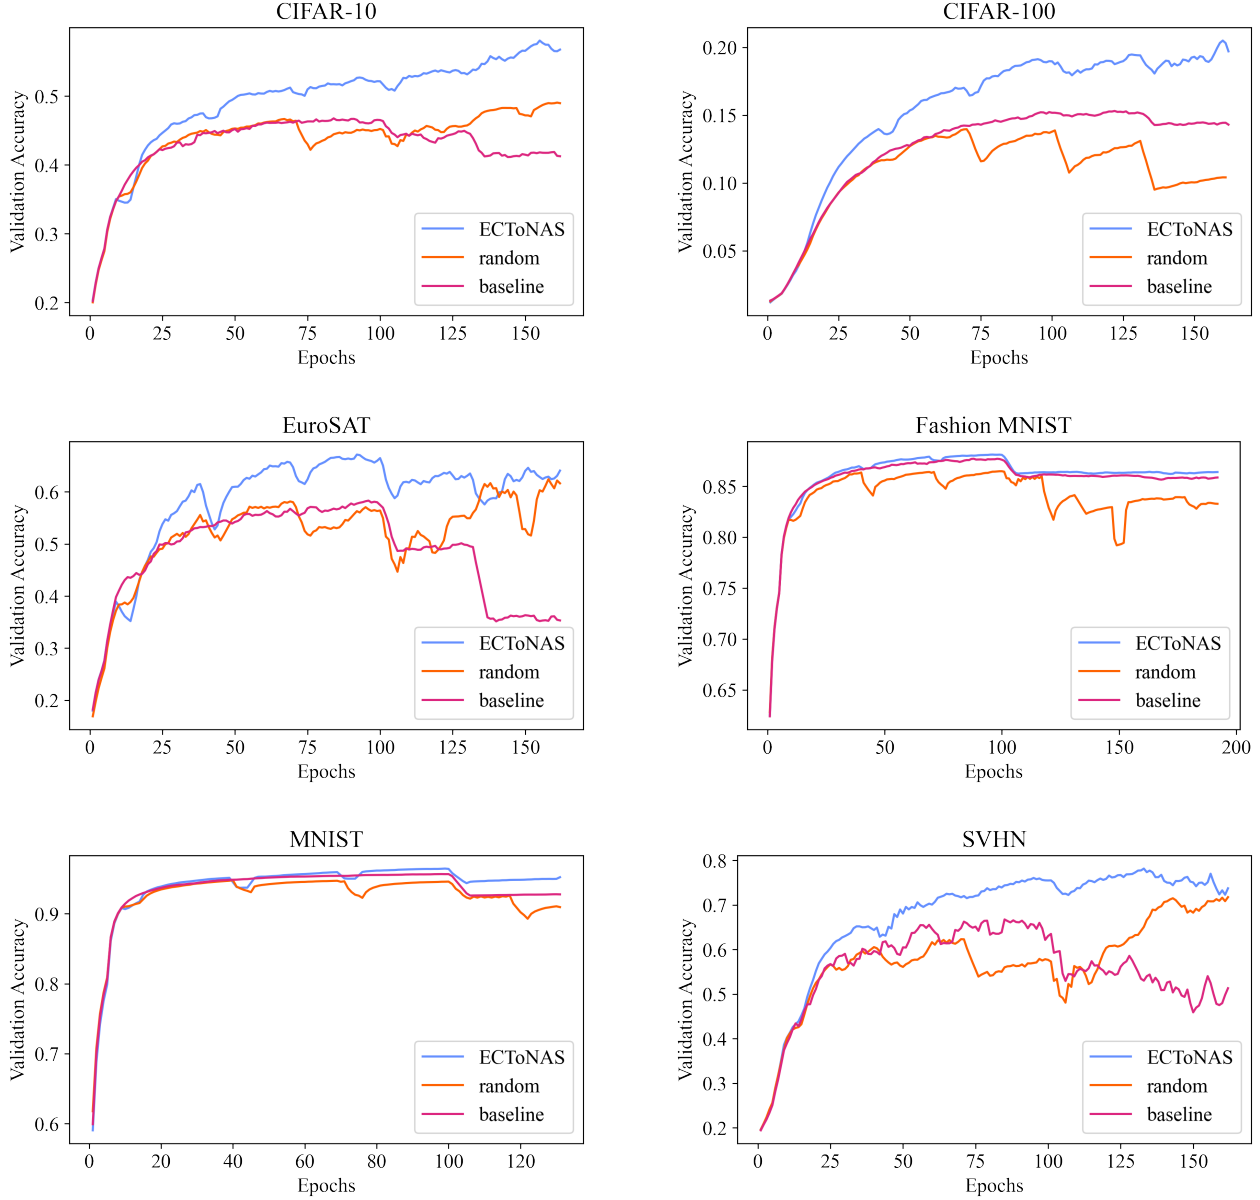 CIFAR-10
Validation Accuracy
0.5
0.4
0.3
0.2
ECToNAS
random
baseline
0 25 50 75 100 125 150
Epochs
CIFAR-100
Validation Accuracy
0.20
0.15
0.10
0.05
ECToNAS
random
baseline
0 25 50 75 100 125 150
Epochs
EuroSAT
Validation Accuracy
0.6
0.5
0.4
0.3
0.2
ECToNAS
random
baseline
0 25 50 75 100 125 150
Epochs
Fashion MNIST
Validation Accuracy
0.85
0.80
0.75
0.70
0.65
ECToNAS
random
baseline
0 50 100 150 200
Epochs
MNIST
Validation Accuracy
0.9
0.8
0.7
0.6
ECToNAS
random
baseline
0 20 40 60 80 100 120
Epochs
SVHN
Validation Accuracy
0.8
0.7
0.6
0.5
0.4
0.3
0.2
ECToNAS
random
baseline
0 25 50 75 100 125 150
Epochs